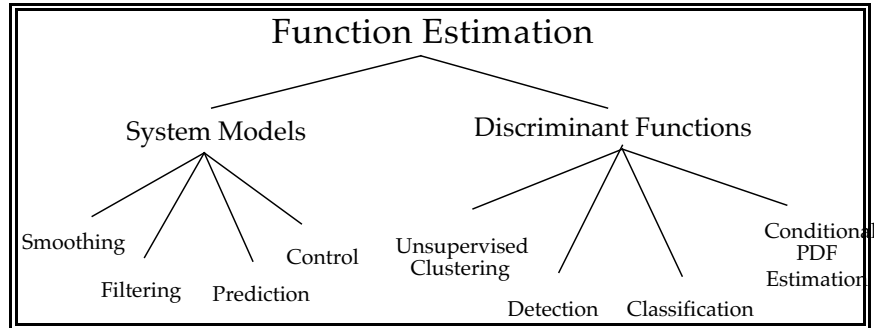 Function Estimation
System Models
Discriminant Functions
Smoothing
Filtering
Prediction
Control
Unsupervised
Clustering
Detection
Classification
Conditional
PDF
Estimation